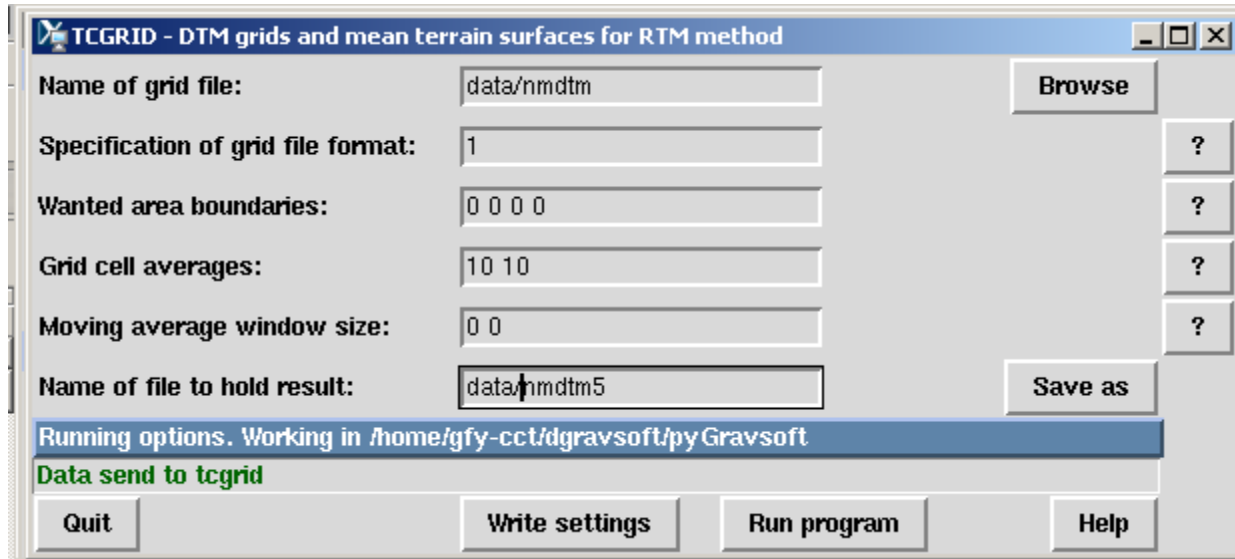 TCGRID - DTM grids and mean terrain surfaces for RTM method
Name of grid file: data/nmdtm Browse
Specification of grid file format: 1 ?
Wanted area boundaries: 0 0 0 0 ?
Grid cell averages: 10 10 ?
Moving average window size: 0 0 ?
Name of file to hold result: data/nmdtm5 Save as
Running options. Working in /home/gfy-cct/dgravsoft/pyGravsoft
Data send to tcgrid
Quit Write settings Run program Help